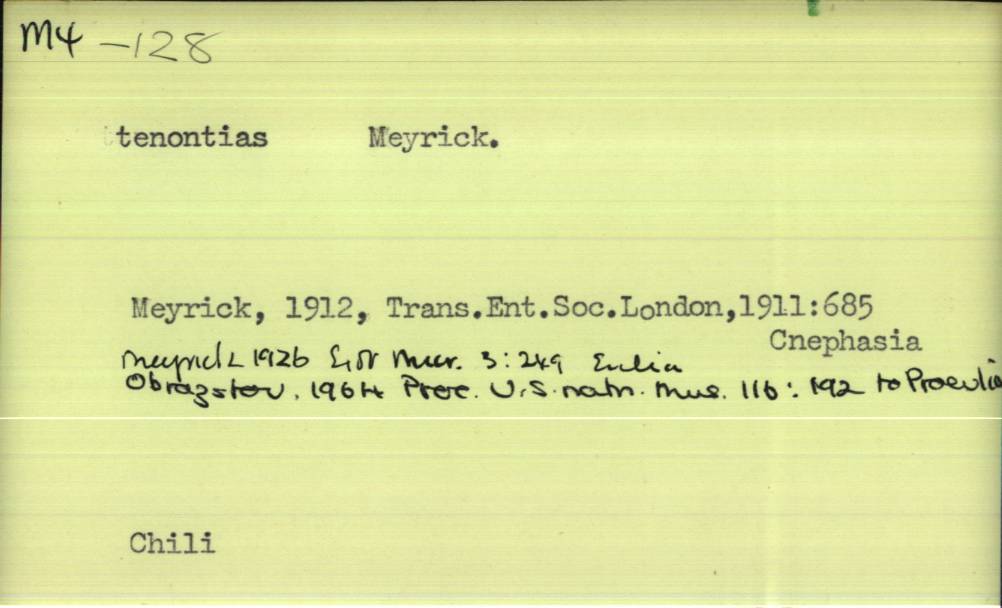 M4 -128
tenontias Meyrick.
Meyrick, 1912, Trans.Ent.Soc.London,1911:685
Cnephasia
Meyrick 1926 Exot Micr. 3: 249 Eulia
Obraztsov. 1964 Proc. U.S. natn. Mus. 116: 192 to Proeulia
Chili